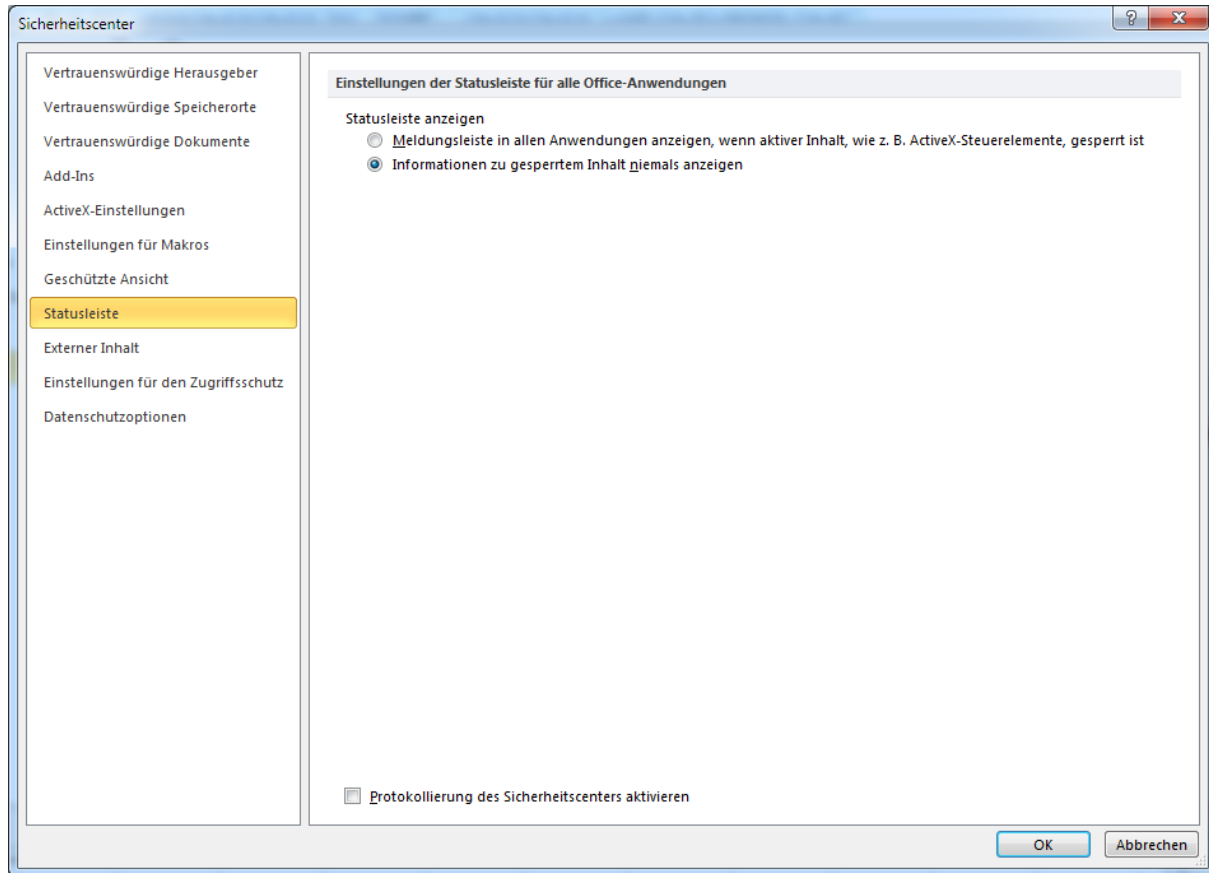 Sicherheitscenter
Vertrauenswürdige Herausgeber
Vertrauenswürdige Speicherorte
Vertrauenswürdige Dokumente
Add-Ins
ActiveX-Einstellungen
Einstellungen für Makros
Geschützte Ansicht
Statusleiste
Externer Inhalt
Einstellungen für den Zugriffsschutz
Datenschutzoptionen
Einstellungen der Statusleiste für alle Office-Anwendungen
Statusleiste anzeigen
Meldungsleiste in allen Anwendungen anzeigen, wenn aktiver Inhalt, wie z. B. ActiveX-Steuerelemente, gesperrt ist
Informationen zu gesperrtem Inhalt niemals anzeigen
Protokollierung des Sicherheitscenters aktivieren
OK
Abbrechen